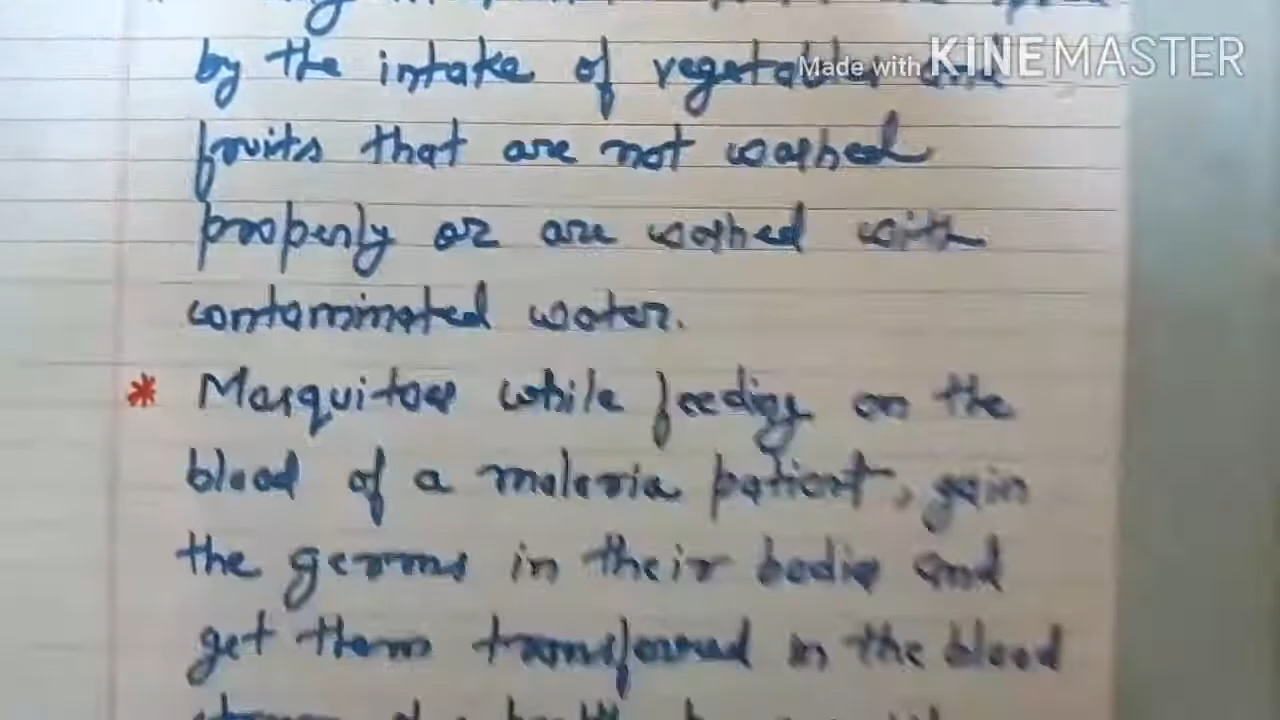 by the intake of vegetables and
Made with KINEMASTER
fruits that are not washed
properly or are washed with
contaminated water.
* Mosquitoes while feeding on the
blood of a malaria patient, gain
the germs in their bodies and
get them transferred in the blood